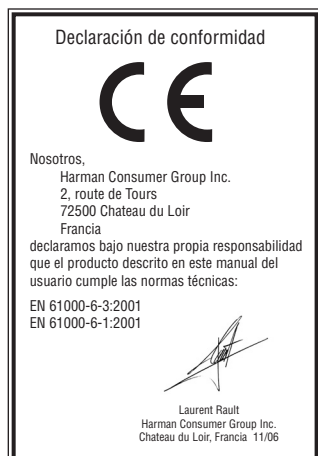 Declaración de conformidad
CE
Nosotros,
Harman Consumer Group Inc.
2, route de Tours
72500 Chateau du Loir
Francia
declaramos bajo nuestra propia responsabilidad
que el producto descrito en este manual del
usuario cumple las normas técnicas:
EN 61000-6-3:2001
EN 61000-6-1:2001
Laurent Rault
Harman Consumer Group Inc.
Chateau du Loir, Francia 11/06